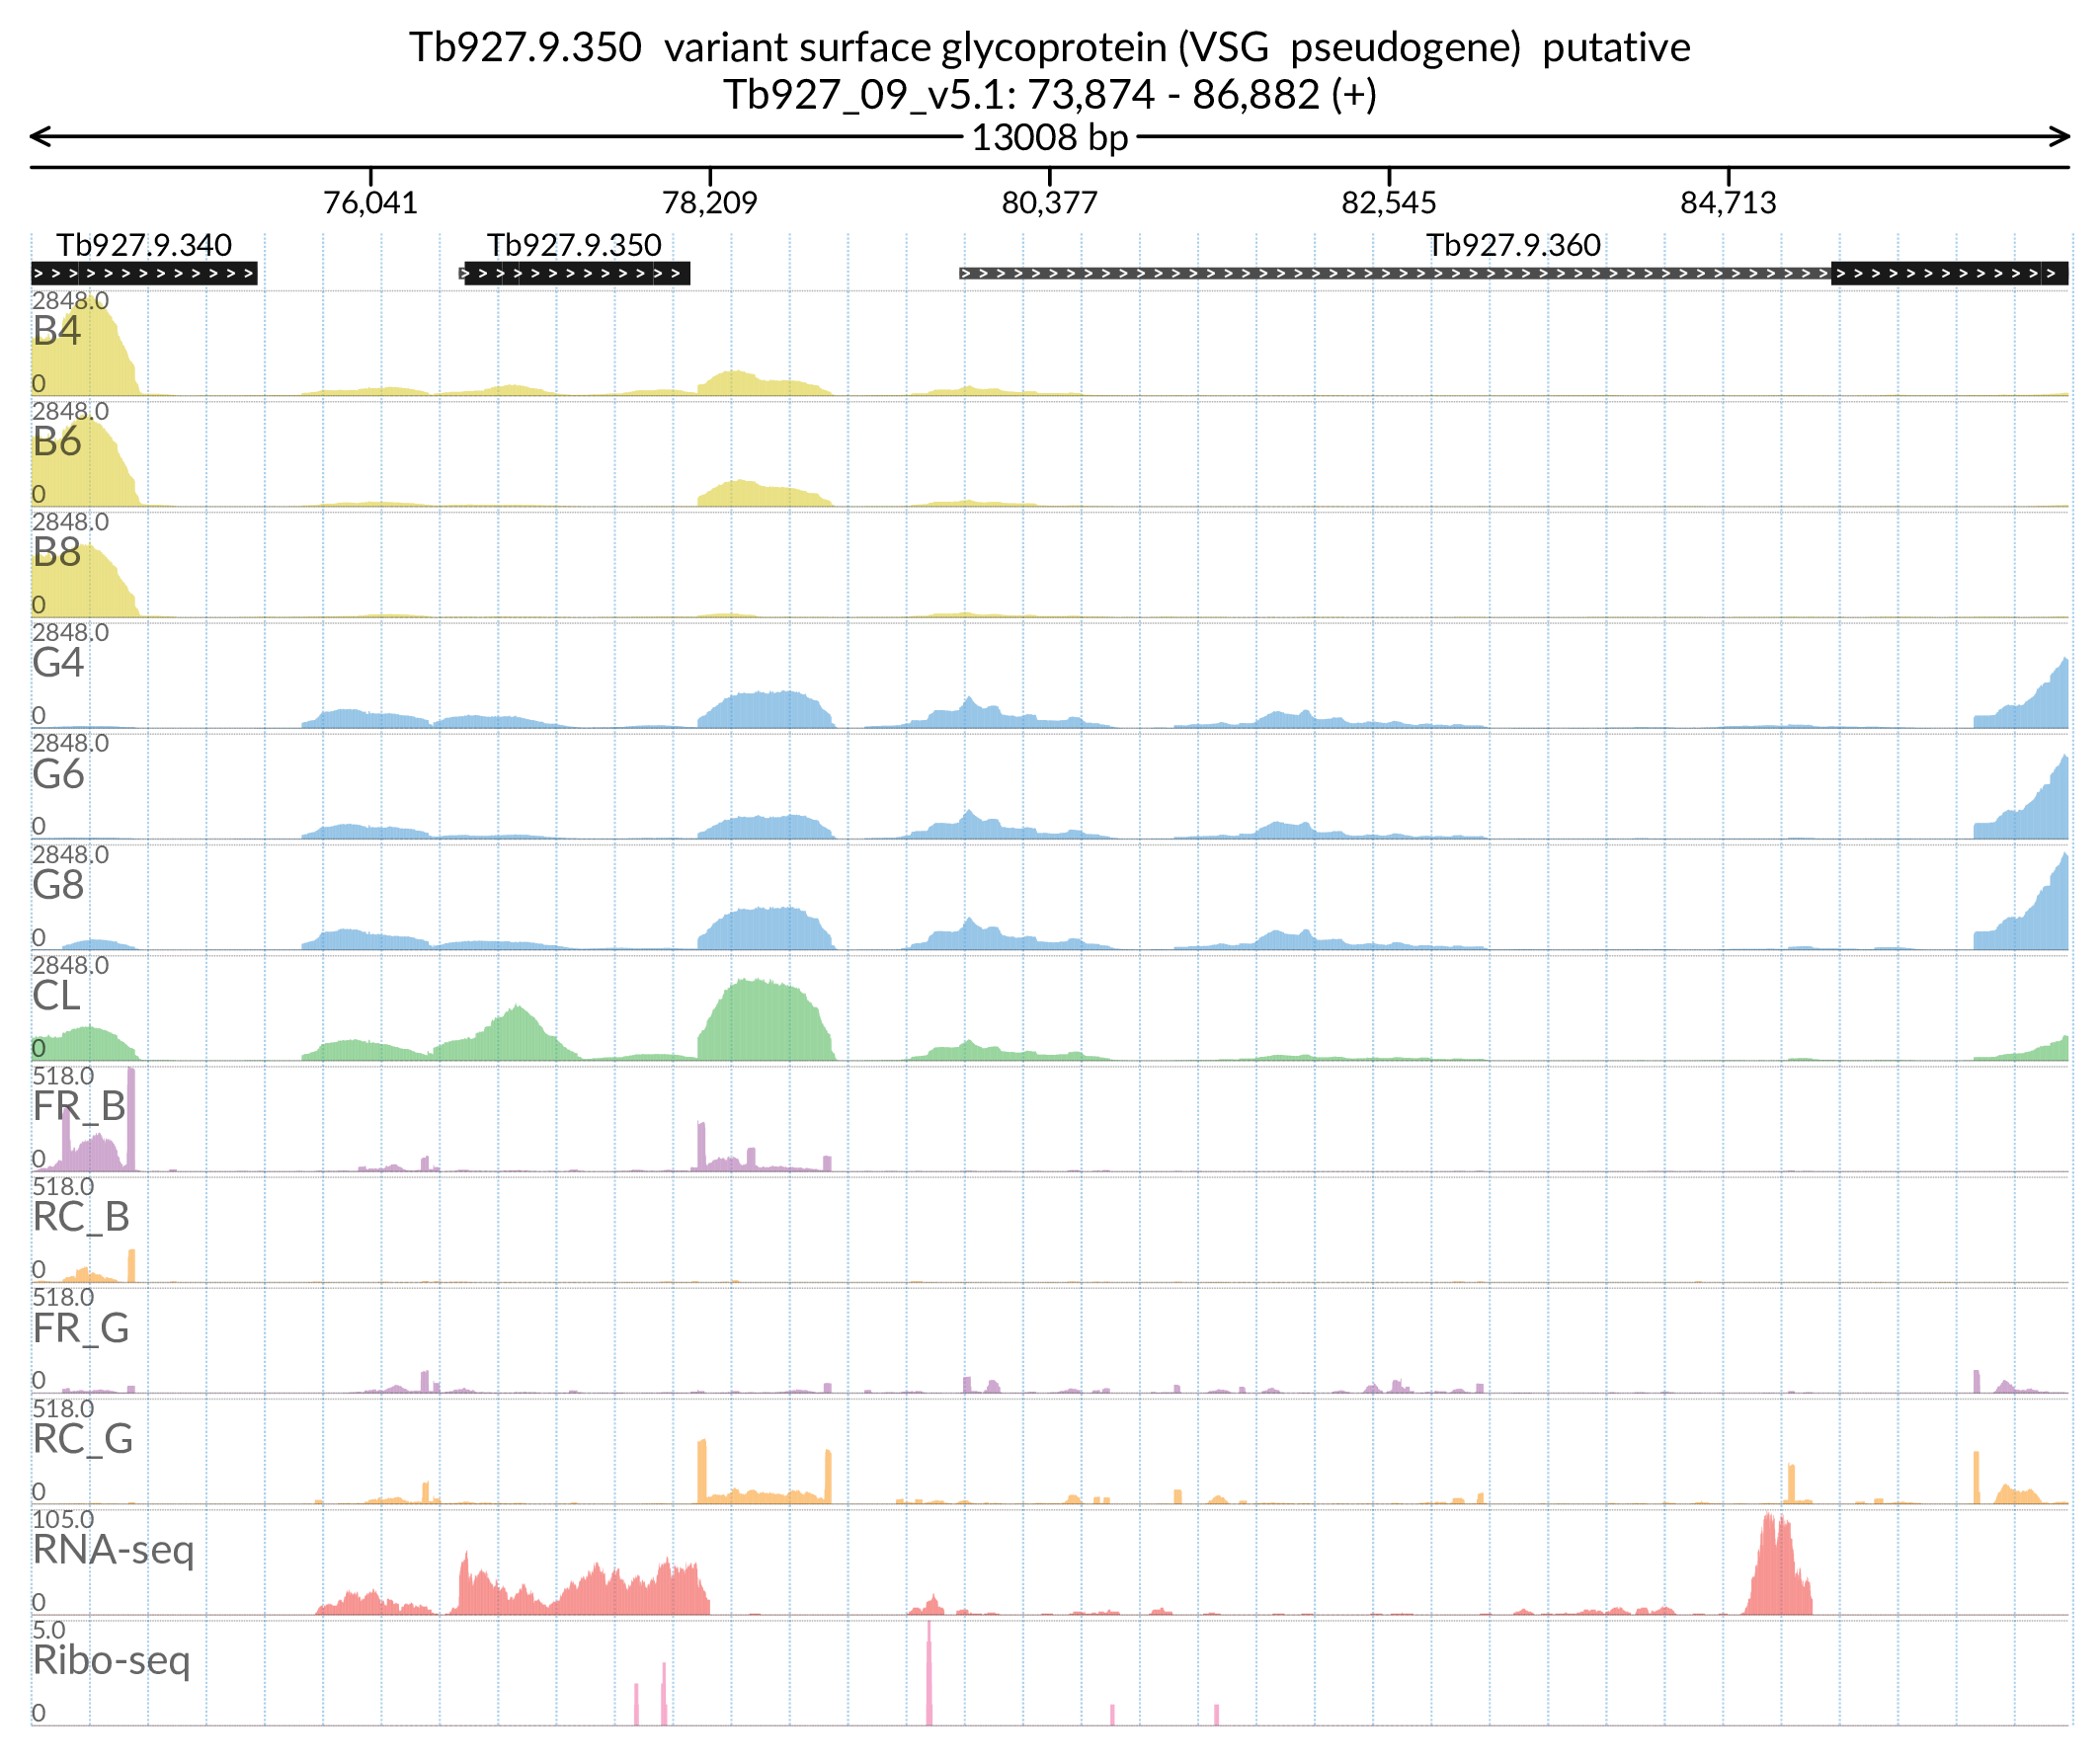 Tb927.9.350 variant surface glycoprotein (VSG pseudogene) putative
Tb927_09_v5.1: 73,874 - 86,882 (+)
13008 bp
76,041 78,209 80,377 82,545 84,713
Tb927.9.340 Tb927.9.350 Tb927.9.360
2848.0
B4
0
2848.0
B6
0
2848.0
B8
0
2848.0
G4
0
2848.0
G6
0
2848.0
G8
0
2848.0
CL
0
518.0
FR_B
0
518.0
RC_B
0
518.0
FR_G
0
518.0
RC_G
0
105.0
RNA-seq
0
5.0
Ribo-seq
0